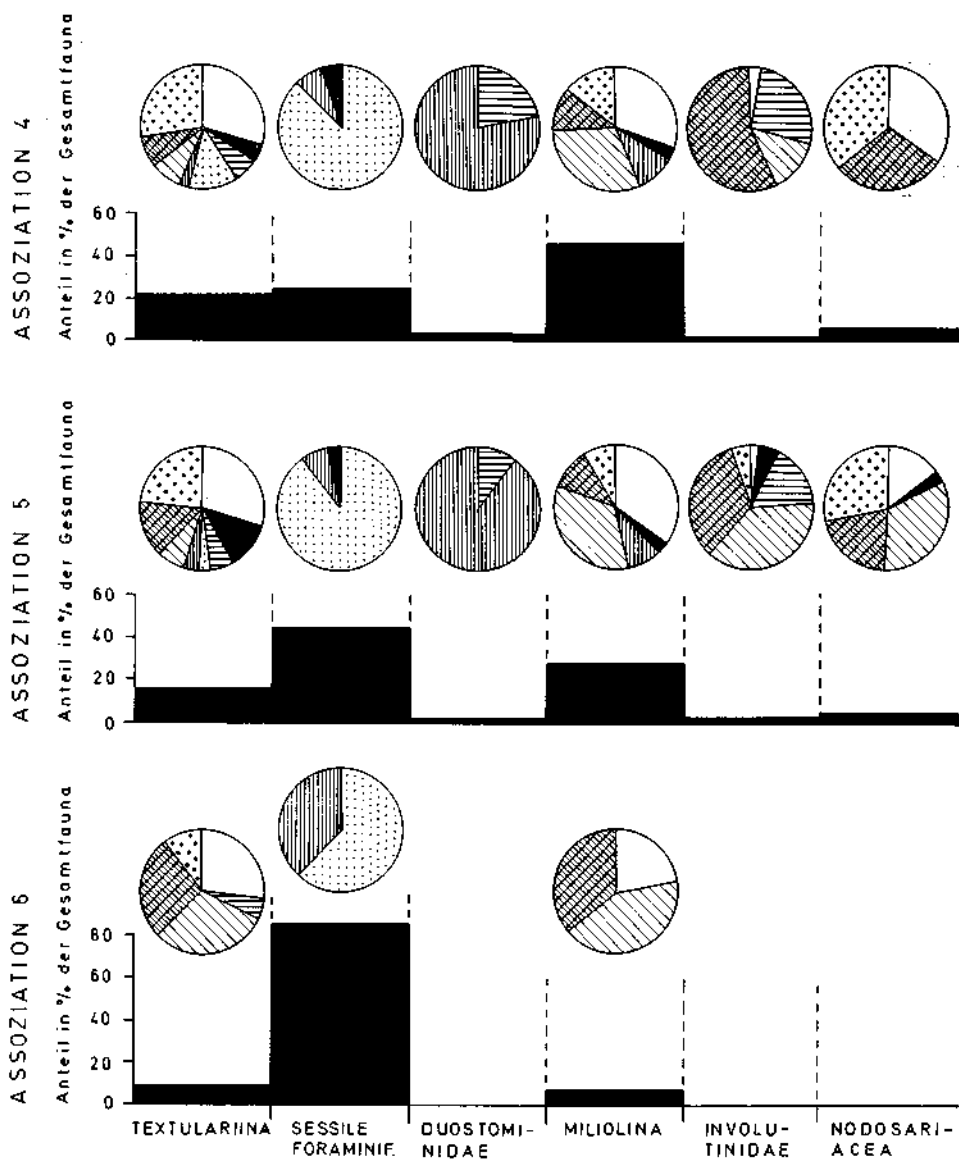 ASSOZIATION 4
Anteil in % der Gesamtfauna
60
40
20
0
ASSOZIATION 5
Anteil in % der Gesamtfauna
60
40
20
0
ASSOZIATION 6
Anteil in % der Gesamtfauna
80
60
40
20
0
TEXTULARIINA
SESSILE
FORAMINIF.
DUOSTOMI-
NIDAE
MILIOLINA
INVOLU-
TINIDAE
NODOSARI-
ACEA